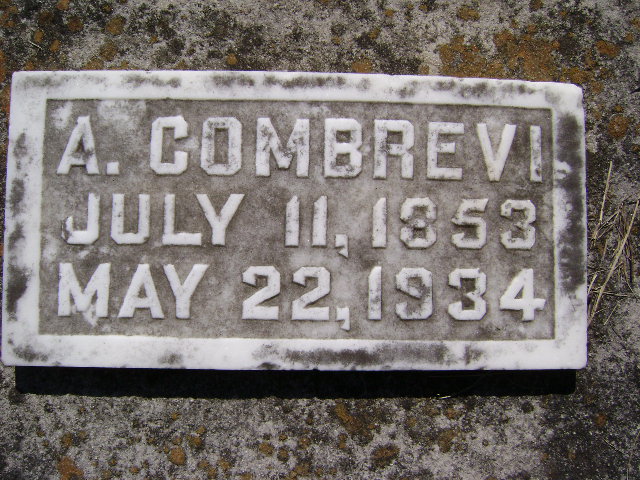 A. COMBREVI
JULY 11, 1853
MAY 22, 1934